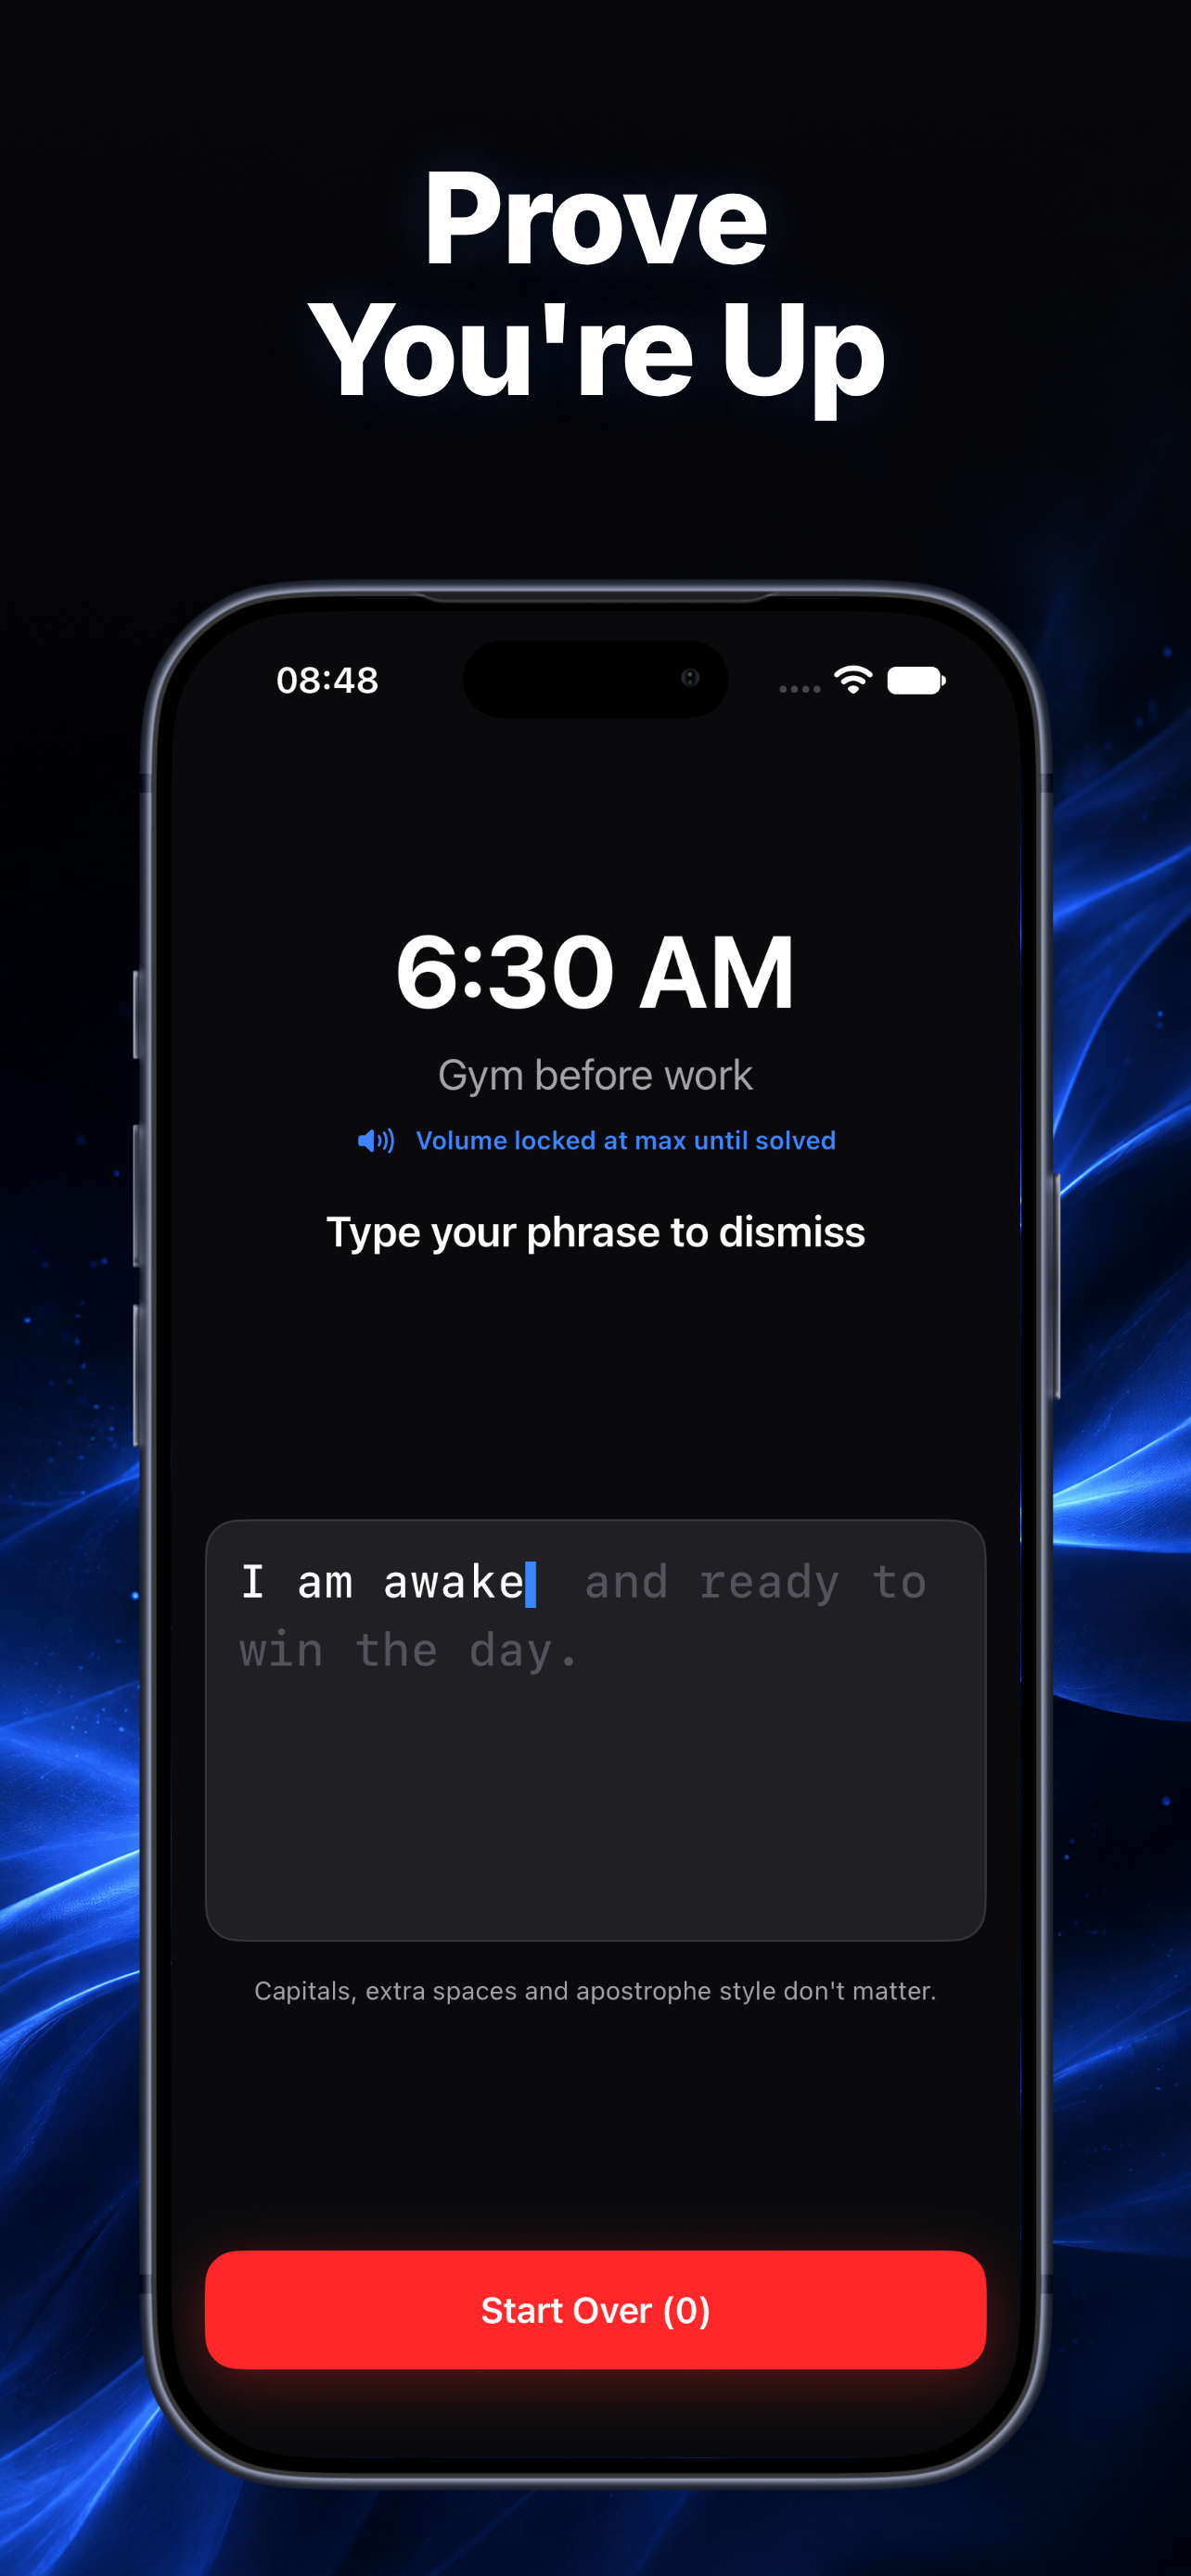 Prove
You're Up
08:48
6:30 AM
Gym before work
Volume locked at max until solved
Type your phrase to dismiss
I am awake and ready to
win the day.
Capitals, extra spaces and apostrophe style don't matter.
Start Over (0)